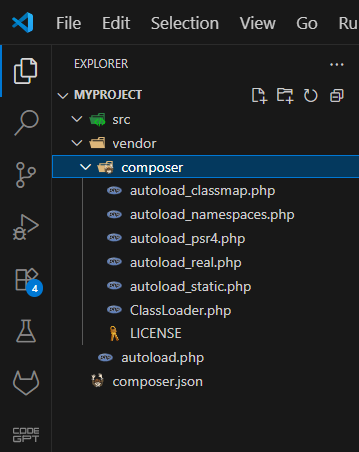 File Edit Selection View Go Ru
EXPLORER
MYPROJECT
src
vendor
composer
autoload_classmap.php
autoload_namespaces.php
autoload_psr4.php
autoload_real.php
autoload_static.php
4
ClassLoader.php
LICENSE
autoload.php
composer.json
CODE
GPT